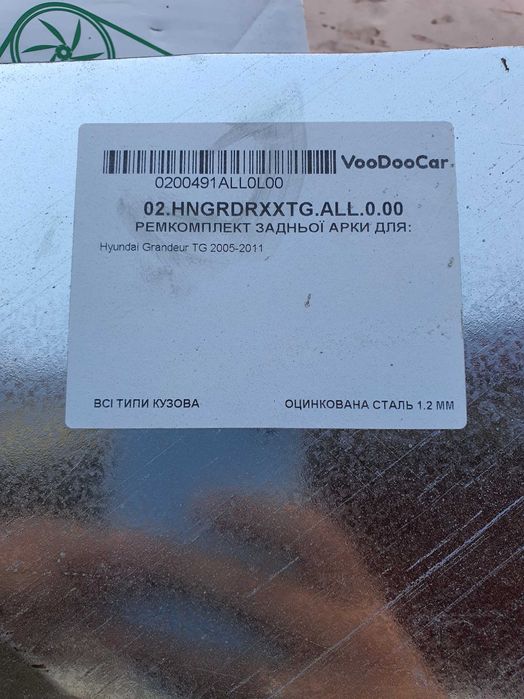 VooDooCar
0200491ALL0L00
02.HNGRDRXXTG.ALL.0.00
РЕМКОМПЛЕКТ ЗАДНЬОЇ АРКИ ДЛЯ:
Hyundai Grandeur TG 2005-2011
ВСІ ТИПИ КУЗОВА
ОЦИНКОВАНА СТАЛЬ 1.2 ММ